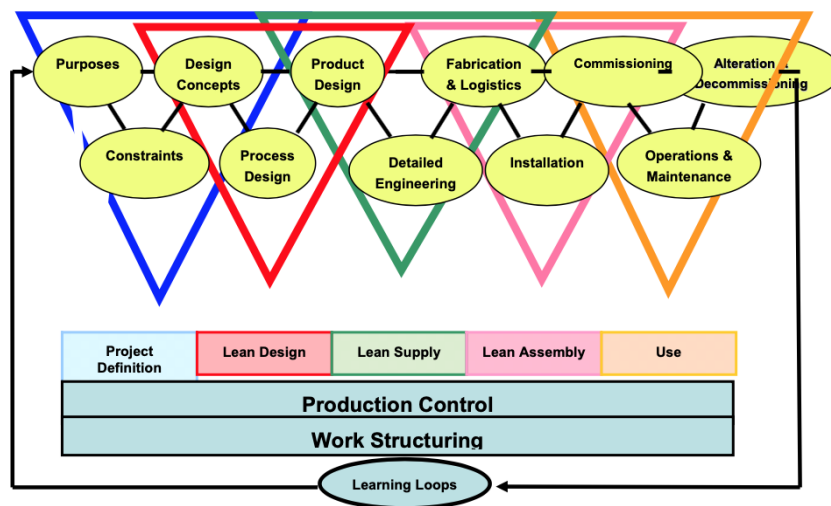 Purposes
Design
Concepts
Product
Design
Fabrication
& Logistics
Commissioning
Alteration
Decommissioning
Constraints
Process
Design
Detailed
Engineering
Installation
Operations &
Maintenance
Project
Definition
Lean Design
Lean Supply
Lean Assembly
Use
Production Control
Work Structuring
Learning Loops